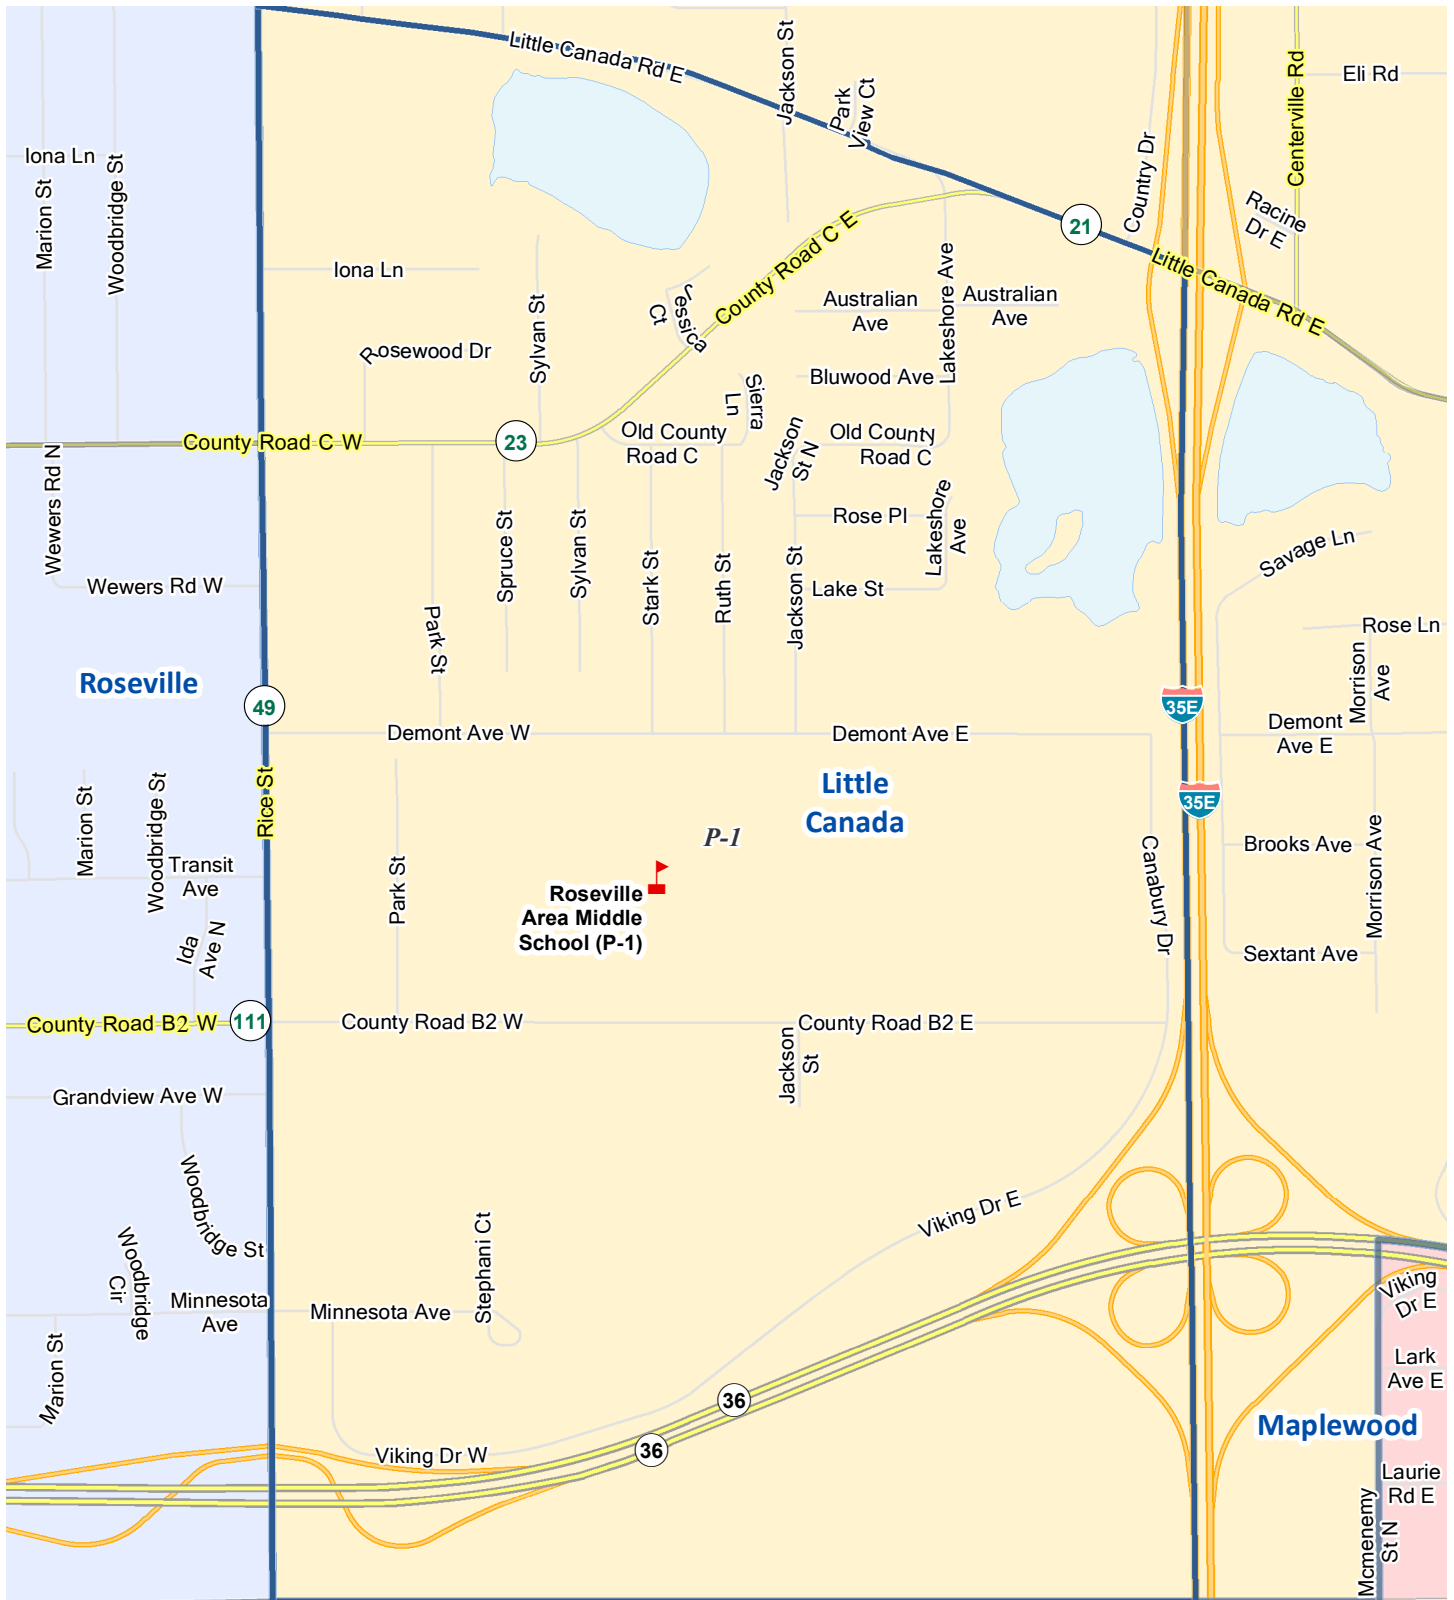 Little Canada Rd E
Jackson St
Park
View Ct
Country Dr
Centerville Rd
Eli Rd
Iona Ln
Marion St
Woodbridge St
Racine
Dr E
21
Little Canada Rd E
Iona Ln
Sylvan St
Jessica
Ct
County Road C E
Australian
Ave
Lakeshore Ave
Australian
Ave
Rosewood Dr
Bluwood Ave
Sierra
Ln
County Road C W
23
Old County
Road C
Jackson
St N
Old County
Road C
Wewers Rd N
Wewers Rd W
Spruce St
Sylvan St
Stark St
Ruth St
Jackson St
Rose Pl
Lakeshore
Ave
Lake St
Savage Ln
Park St
Rose Ln
Morrison
Ave
Roseville
49
35E
Demont Ave W
Demont Ave E
Demont
Ave E
Rice St
Little
Canada
35E
Marion St
Woodbridge St
Transit
Ave
P-1
Brooks Ave
Morrison Ave
Park St
Roseville
Area Middle
School (P-1)
Canabury Dr
Ida
Ave N
Sextant Ave
County Road B2 W
111
County Road B2 W
County Road B2 E
Jackson
St
Grandview Ave W
Woodbridge St
Viking Dr E
Stephani Ct
Woodbridge
Cir
Minnesota
Ave
Minnesota Ave
Viking
Dr E
Marion St
Lark
Ave E
36
Maplewood
36
Viking Dr W
Laurie
Rd E
Mcmenemy
St N